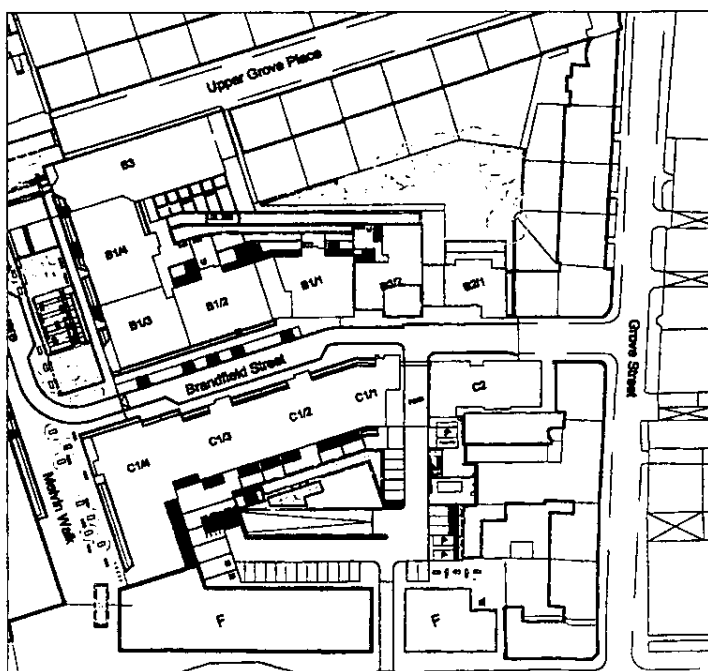 Upper Grove Place
B3
B1/4
B1/1
B2/2
B2/1
B1/2
B1/3
Grove Street
Brandfield Street
C1/1
C2
C1/2
C1/3
C1/4
Melvin Walk
F
F